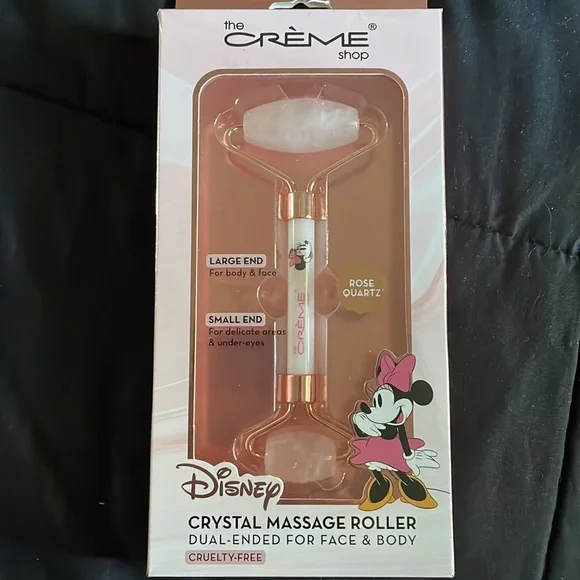 the
CRÈME®
shop
LARGE END
For body & face
ROSE
QUARTZ*
SMALL END
For delicate areas
& under-eyes
CRÈME
Disney
CRYSTAL MASSAGE ROLLER
DUAL-ENDED FOR FACE & BODY
CRUELTY-FREE